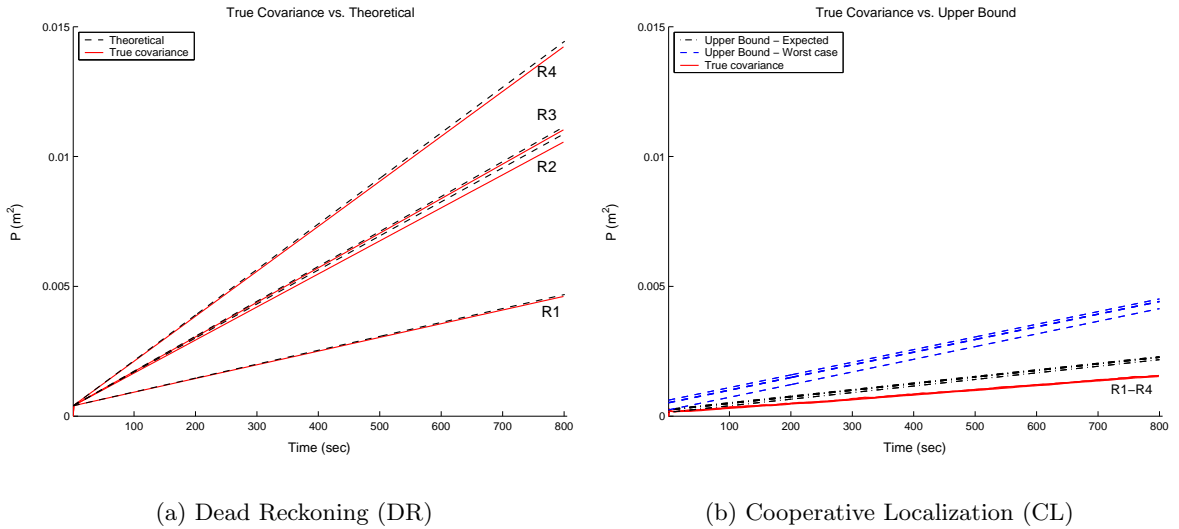 True Covariance vs. Theoretical
Theoretical
True covariance
0.015
0.01
0.005
0
P (m²)
R4
R3
R2
R1
100 200 300 400 500 600 700 800
Time (sec)
(a) Dead Reckoning (DR)
True Covariance vs. Upper Bound
Upper Bound – Expected
Upper Bound – Worst case
True covariance
0.015
0.01
0.005
0
P (m²)
R1–R4
100 200 300 400 500 600 700 800
Time (sec)
(b) Cooperative Localization (CL)